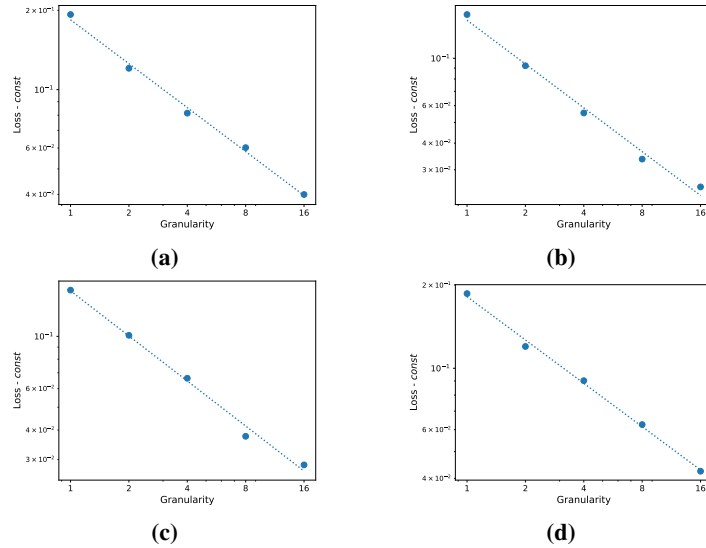 2 × 10⁻¹
10⁻¹
6 × 10⁻²
4 × 10⁻²
Loss - const
1 2 4 8 16
Granularity
(a)
10⁻¹
6 × 10⁻²
4 × 10⁻²
3 × 10⁻²
Loss - const
1 2 4 8 16
Granularity
(b)
10⁻¹
6 × 10⁻²
4 × 10⁻²
3 × 10⁻²
Loss - const
1 2 4 8 16
Granularity
(c)
2 × 10⁻¹
10⁻¹
6 × 10⁻²
4 × 10⁻²
Loss - const
1 2 4 8 16
Granularity
(d)